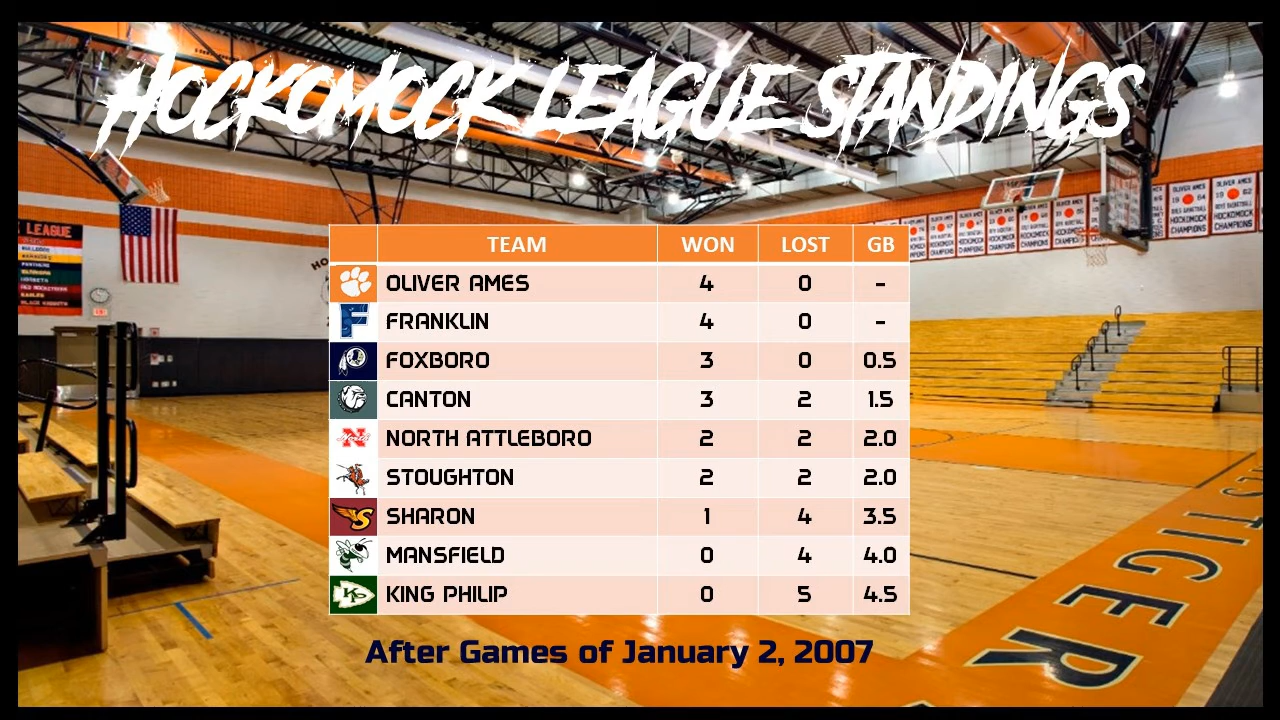 HOCKOMOCK LEAGUE STANDINGS
LEAGUE
TEAM WON LOST GB
OLIVER AMES 4 0 -
FRANKLIN 4 0 -
FOXBORO 3 0 0.5
CANTON 3 2 1.5
NORTH ATTLEBORO 2 2 2.0
STOUGHTON 2 2 2.0
SHARON 1 4 3.5
MANSFIELD 0 4 4.0
KING PHILIP 0 5 4.5
After Games of January 2, 2007
TIGER